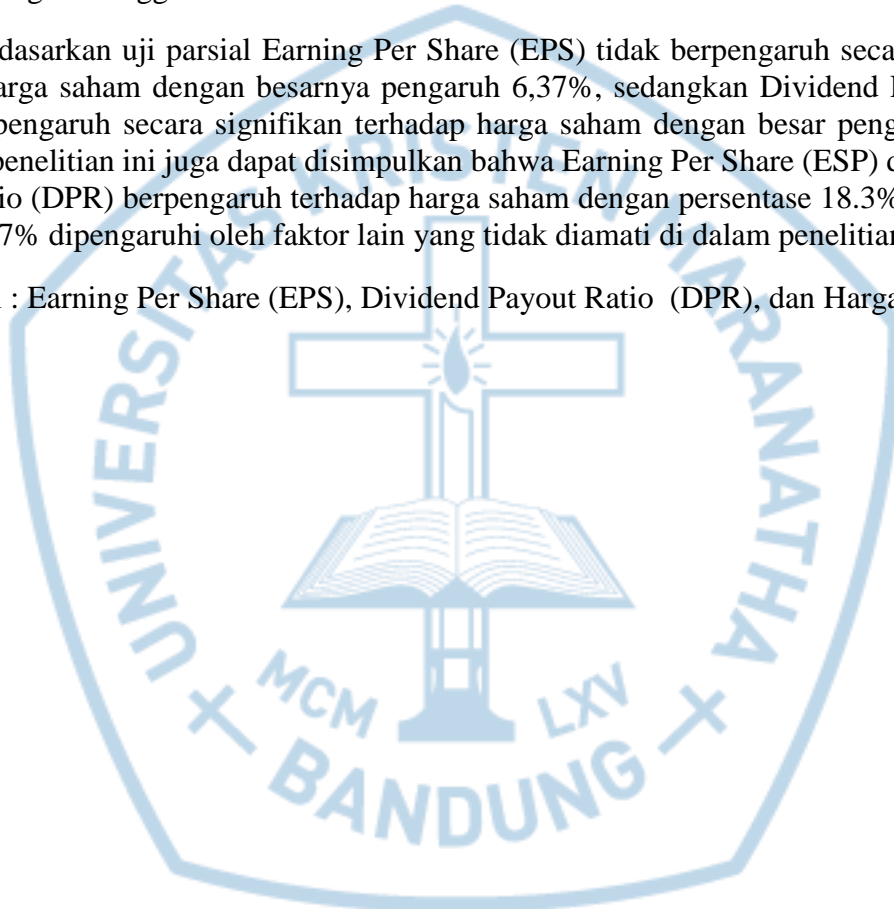 dasarkan uji parsial Earning Per Share (EPS) tidak berpengaruh seca
arga saham dengan besarnya pengaruh 6,37%, sedangkan Dividend
pengaruh secara signifikan terhadap harga saham dengan besar peng
penelitian ini juga dapat disimpulkan bahwa Earning Per Share (ESP)
io (DPR) berpengaruh terhadap harga saham dengan persentase 18.3%
7% dipengaruhi oleh faktor lain yang tidak diamati di dalam penelitian
: Earning Per Share (EPS), Dividend Payout Ratio (DPR), dan Harga
UNIVERSITAS KRISTEN MARANATHA
MCM LXV
BANDUNG